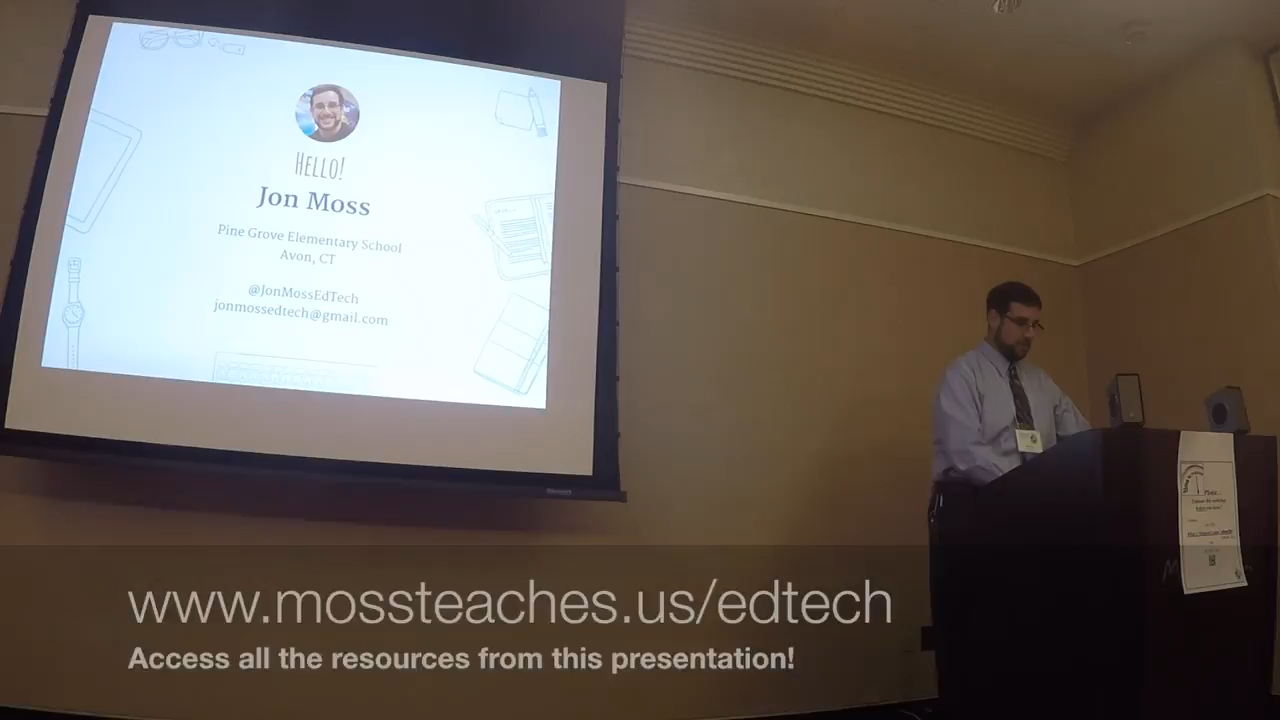 Hello!
Jon Moss
Pine Grove Elementary School
Avon, CT
@JonMossEdTech
jonmossedtech@gmail.com
Please...
www.mossteaches.us/edtech
Access all the resources from this presentation!